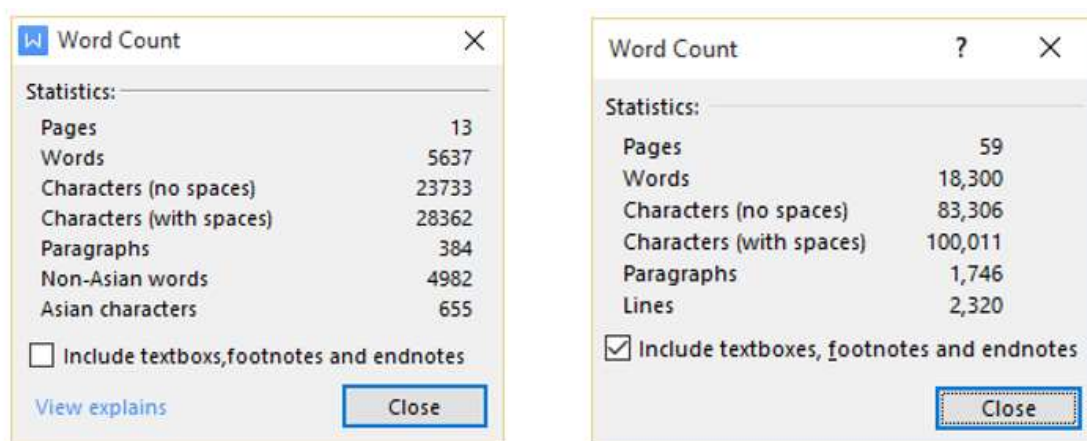 Word Count
Statistics:
Pages 13
Words 5637
Characters (no spaces) 23733
Characters (with spaces) 28362
Paragraphs 384
Non-Asian words 4982
Asian characters 655
Include textboxs,footnotes and endnotes
View explains Close
Word Count ?
Statistics:
Pages 59
Words 18,300
Characters (no spaces) 83,306
Characters (with spaces) 100,011
Paragraphs 1,746
Lines 2,320
Include textboxes, footnotes and endnotes
Close